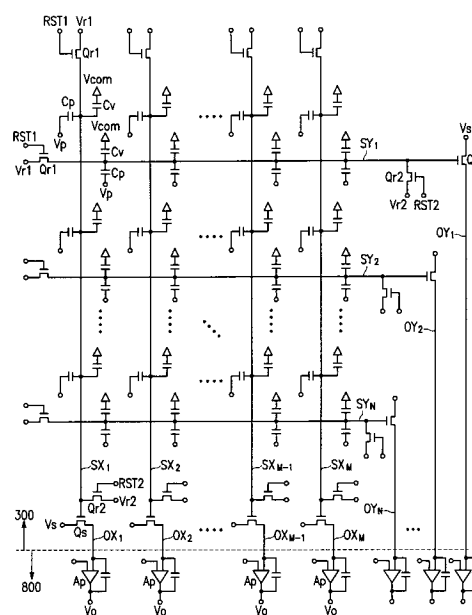 RST1 Vr1
Qr1
Vcom
Cp Cv
Vp
Vcom
RST1 Cv SY1 Vs
Vr1 Qr1 Cp Qr2
Vp Vr2 RST2 OY1
SY2
OY2
SYN
SX1 SX2 SXM-1 SXM
RST2 OYN
Qr2 Vr2
Vs
300 Qs OX1 OX2 OXM-1 OXM
800 Ap Ap Ap Ap
Vo Vo Vo Vo